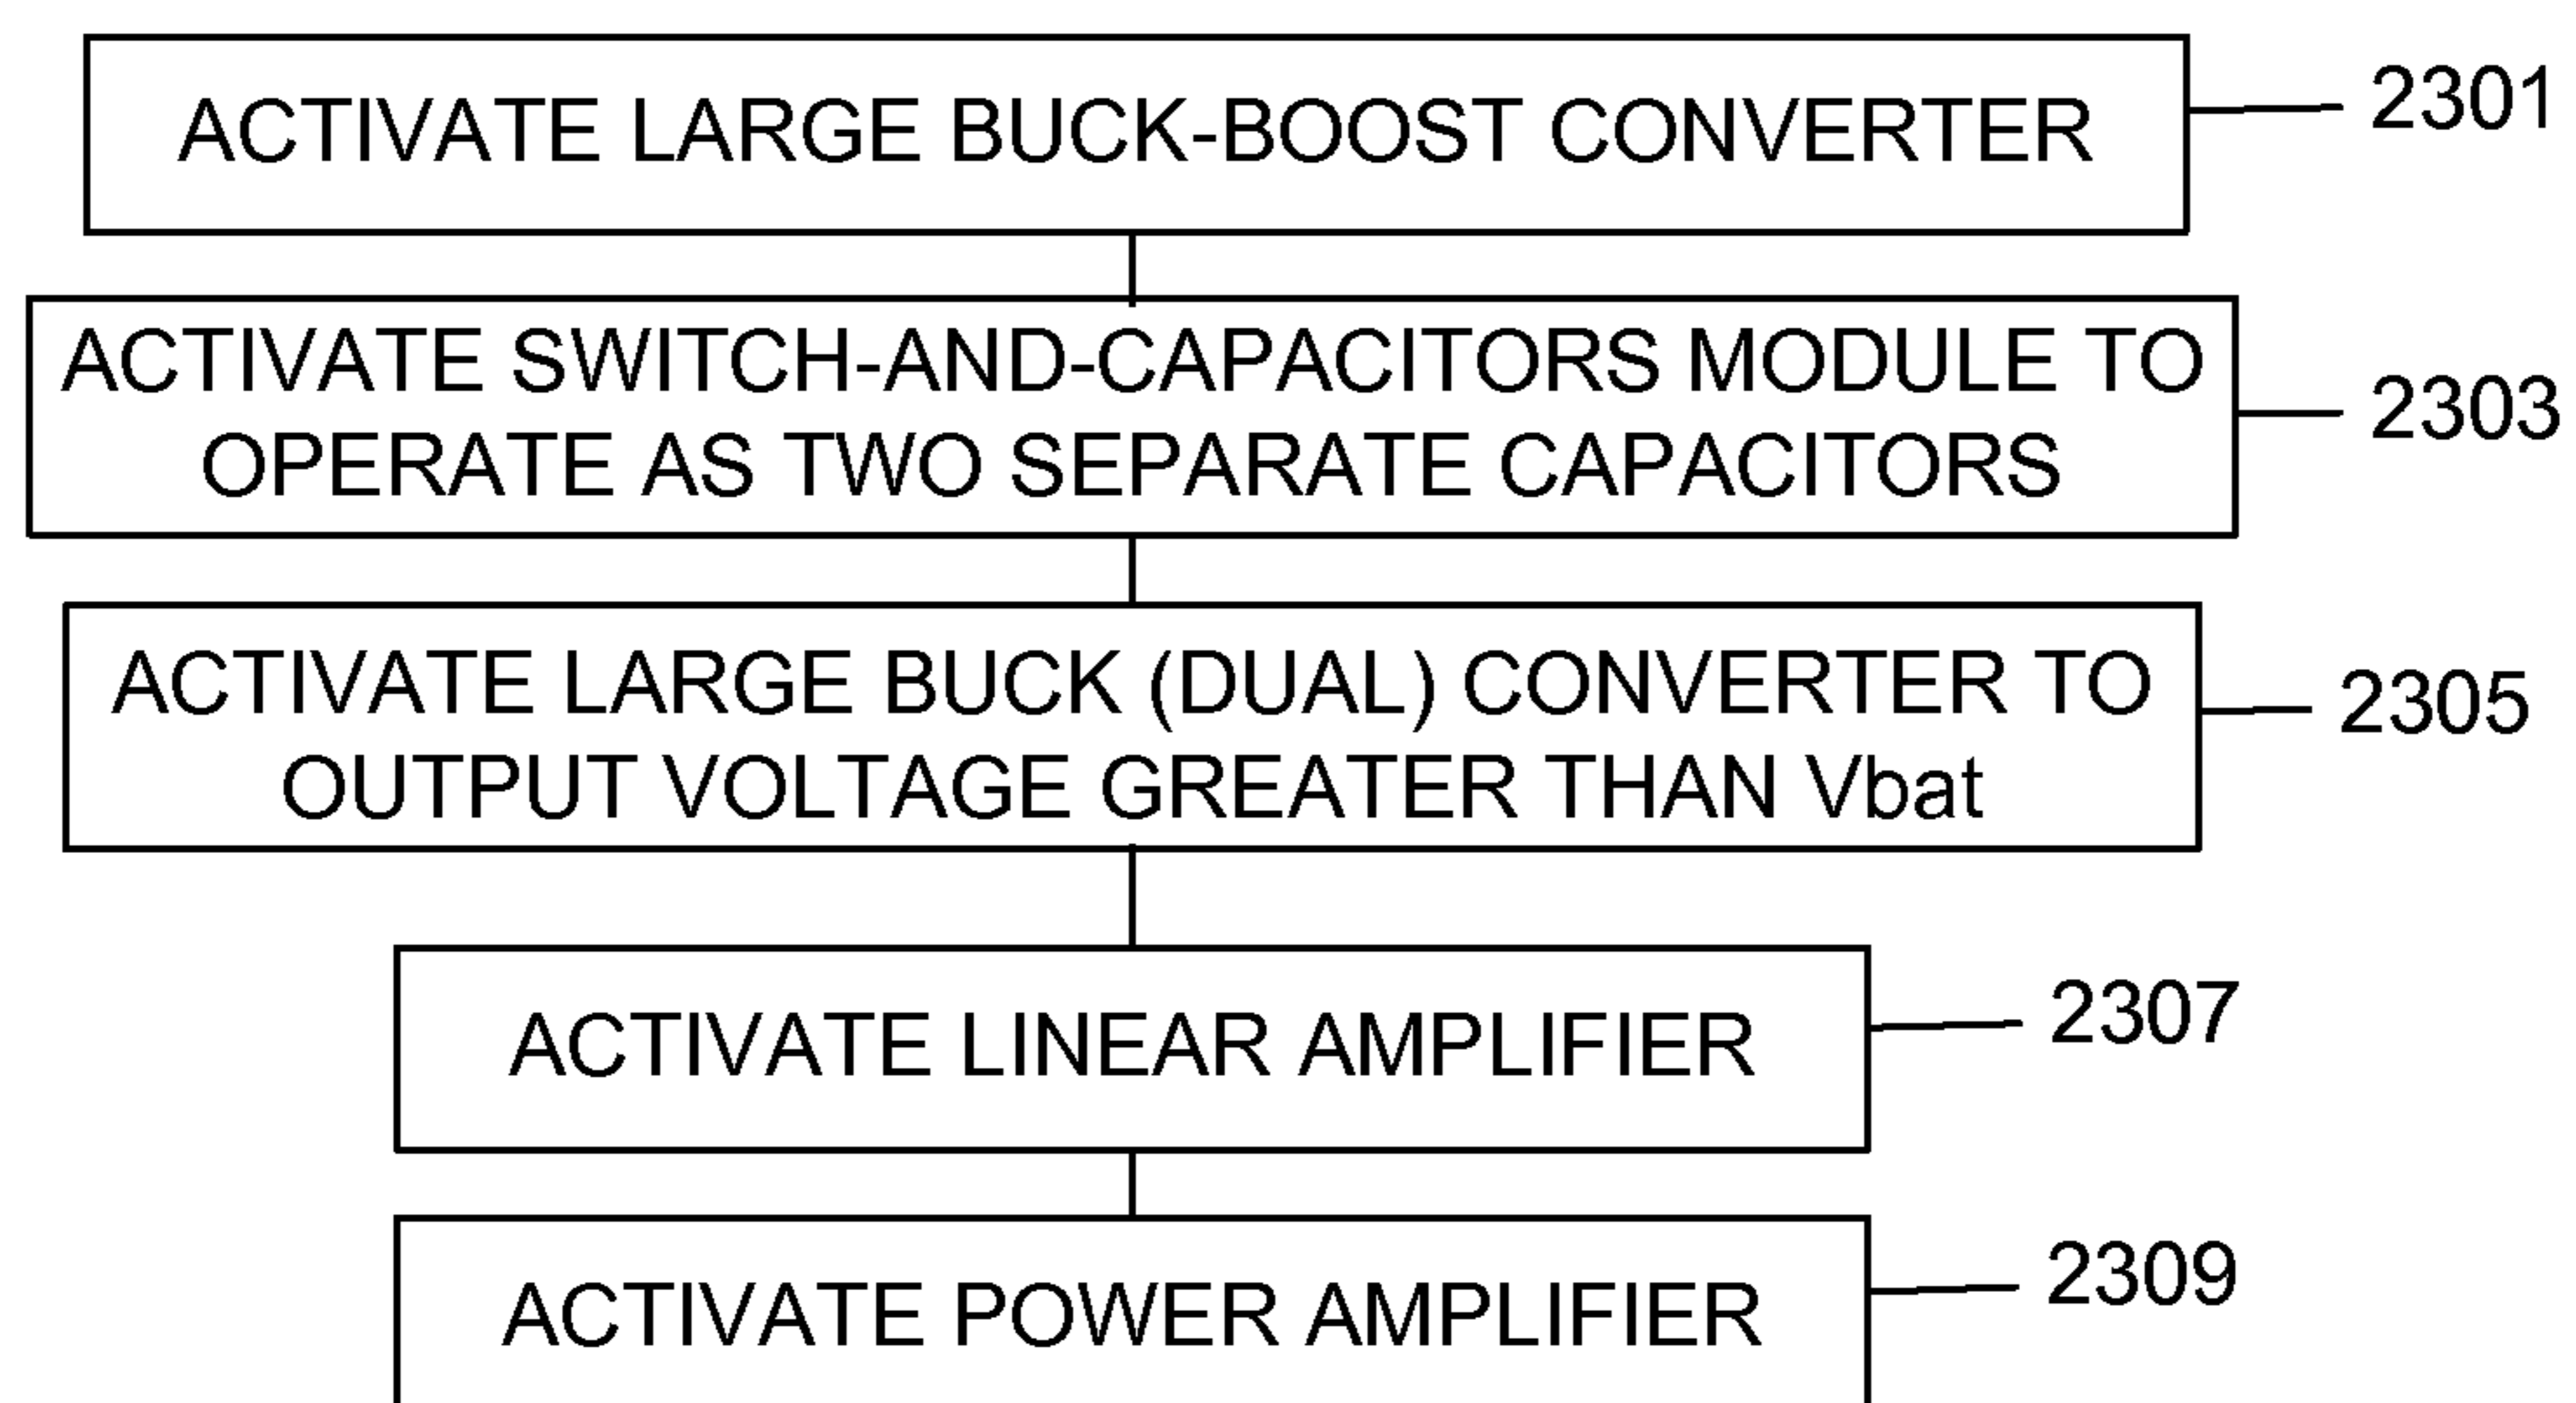 ACTIVATE LARGE BUCK-BOOST CONVERTER
2301
ACTIVATE SWITCH-AND-CAPACITORS MODULE TO
OPERATE AS TWO SEPARATE CAPACITORS
2303
ACTIVATE LARGE BUCK (DUAL) CONVERTER TO
OUTPUT VOLTAGE GREATER THAN Vbat
2305
ACTIVATE LINEAR AMPLIFIER
2307
ACTIVATE POWER AMPLIFIER
2309